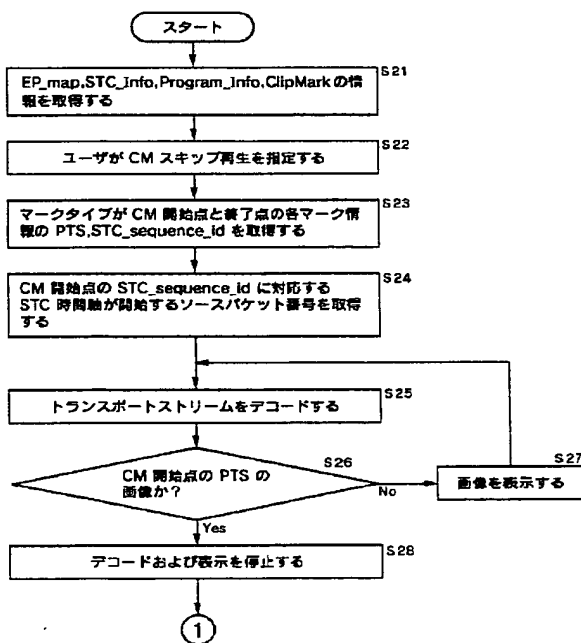 スタート
S21
EP_map,STC_Info,Program_Info,ClipMarkの情
報を取得する
S22
ユーザが CM スキップ再生を指定する
S23
マークタイプが CM 開始点と終了点の各マーク情
報の PTS,STC_sequence_id を取得する
S24
CM 開始点の STC_sequence_id に対応する
STC 時間軸が開始するソースパケット番号を取得
する
S25
トランスポートストリームをデコードする
S26
CM 開始点の PTS の
画像か?
No
S27
画像を表示する
Yes
S28
デコードおよび表示を停止する
1